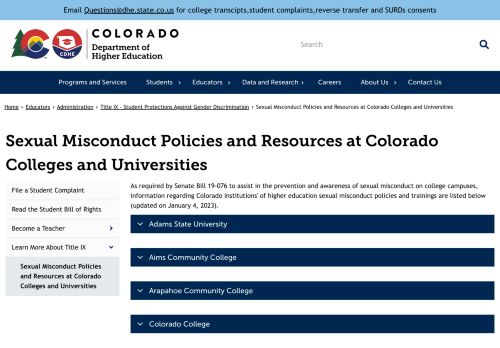 Email Questions@dhe.state.co.us for college transcipts,student complaints,reverse transfer and SURDs consents
COLORADO
Department of
Higher Education
CDHE
Search
Programs and Services Students Educators Data and Research Careers About Us Contact Us
Home › Educators › Administration › Title IX - Student Protections Against Gender Discrimination › Sexual Misconduct Policies and Resources at Colorado Colleges and Universities
Sexual Misconduct Policies and Resources at Colorado
Colleges and Universities
File a Student Complaint
Read the Student Bill of Rights
Become a Teacher
Learn More About Title IX
Sexual Misconduct Policies
and Resources at Colorado
Colleges and Universities
As required by Senate Bill 19-076 to assist in the prevention and awareness of sexual misconduct on college campuses,
information regarding Colorado institutions' of higher education sexual misconduct policies and trainings are listed below
(updated on January 4, 2023).
Adams State University
Aims Community College
Arapahoe Community College
Colorado College